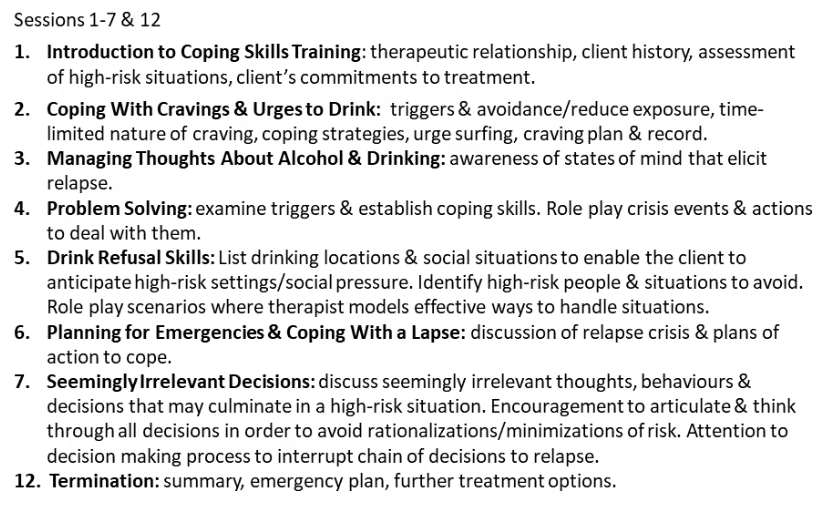 Sessions 1-7 & 12
1. Introduction to Coping Skills Training: therapeutic relationship, client history, assessment
of high-risk situations, client's commitments to treatment.
2. Coping With Cravings & Urges to Drink: triggers & avoidance/reduce exposure, time-
limited nature of craving, coping strategies, urge surfing, craving plan & record.
3. Managing Thoughts About Alcohol & Drinking: awareness of states of mind that elicit
relapse.
4. Problem Solving: examine triggers & establish coping skills. Role play crisis events & actions
to deal with them.
5. Drink Refusal Skills: List drinking locations & social situations to enable the client to
anticipate high-risk settings/social pressure. Identify high-risk people & situations to avoid.
Role play scenarios where therapist models effective ways to handle situations.
6. Planning for Emergencies & Coping With a Lapse: discussion of relapse crisis & plans of
action to cope.
7. Seemingly Irrelevant Decisions: discuss seemingly irrelevant thoughts, behaviours &
decisions that may culminate in a high-risk situation. Encouragement to articulate & think
through all decisions in order to avoid rationalizations/minimizations of risk. Attention to
decision making process to interrupt chain of decisions to relapse.
12. Termination: summary, emergency plan, further treatment options.